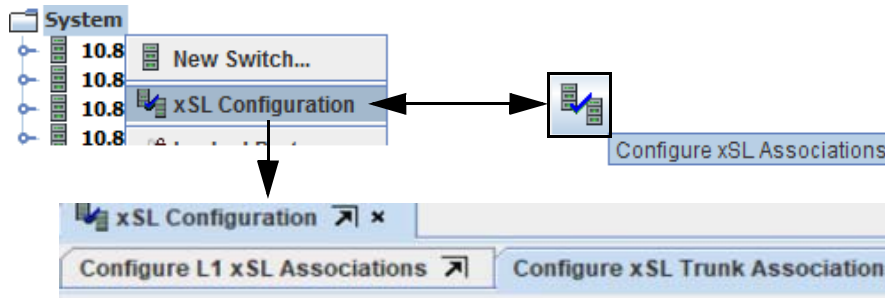 System
10.8
New Switch...
10.8
10.8
xSL Configuration
10.8
Configure xSL Associations
xSL Configuration
Configure L1 xSL Associations
Configure xSL Trunk Association